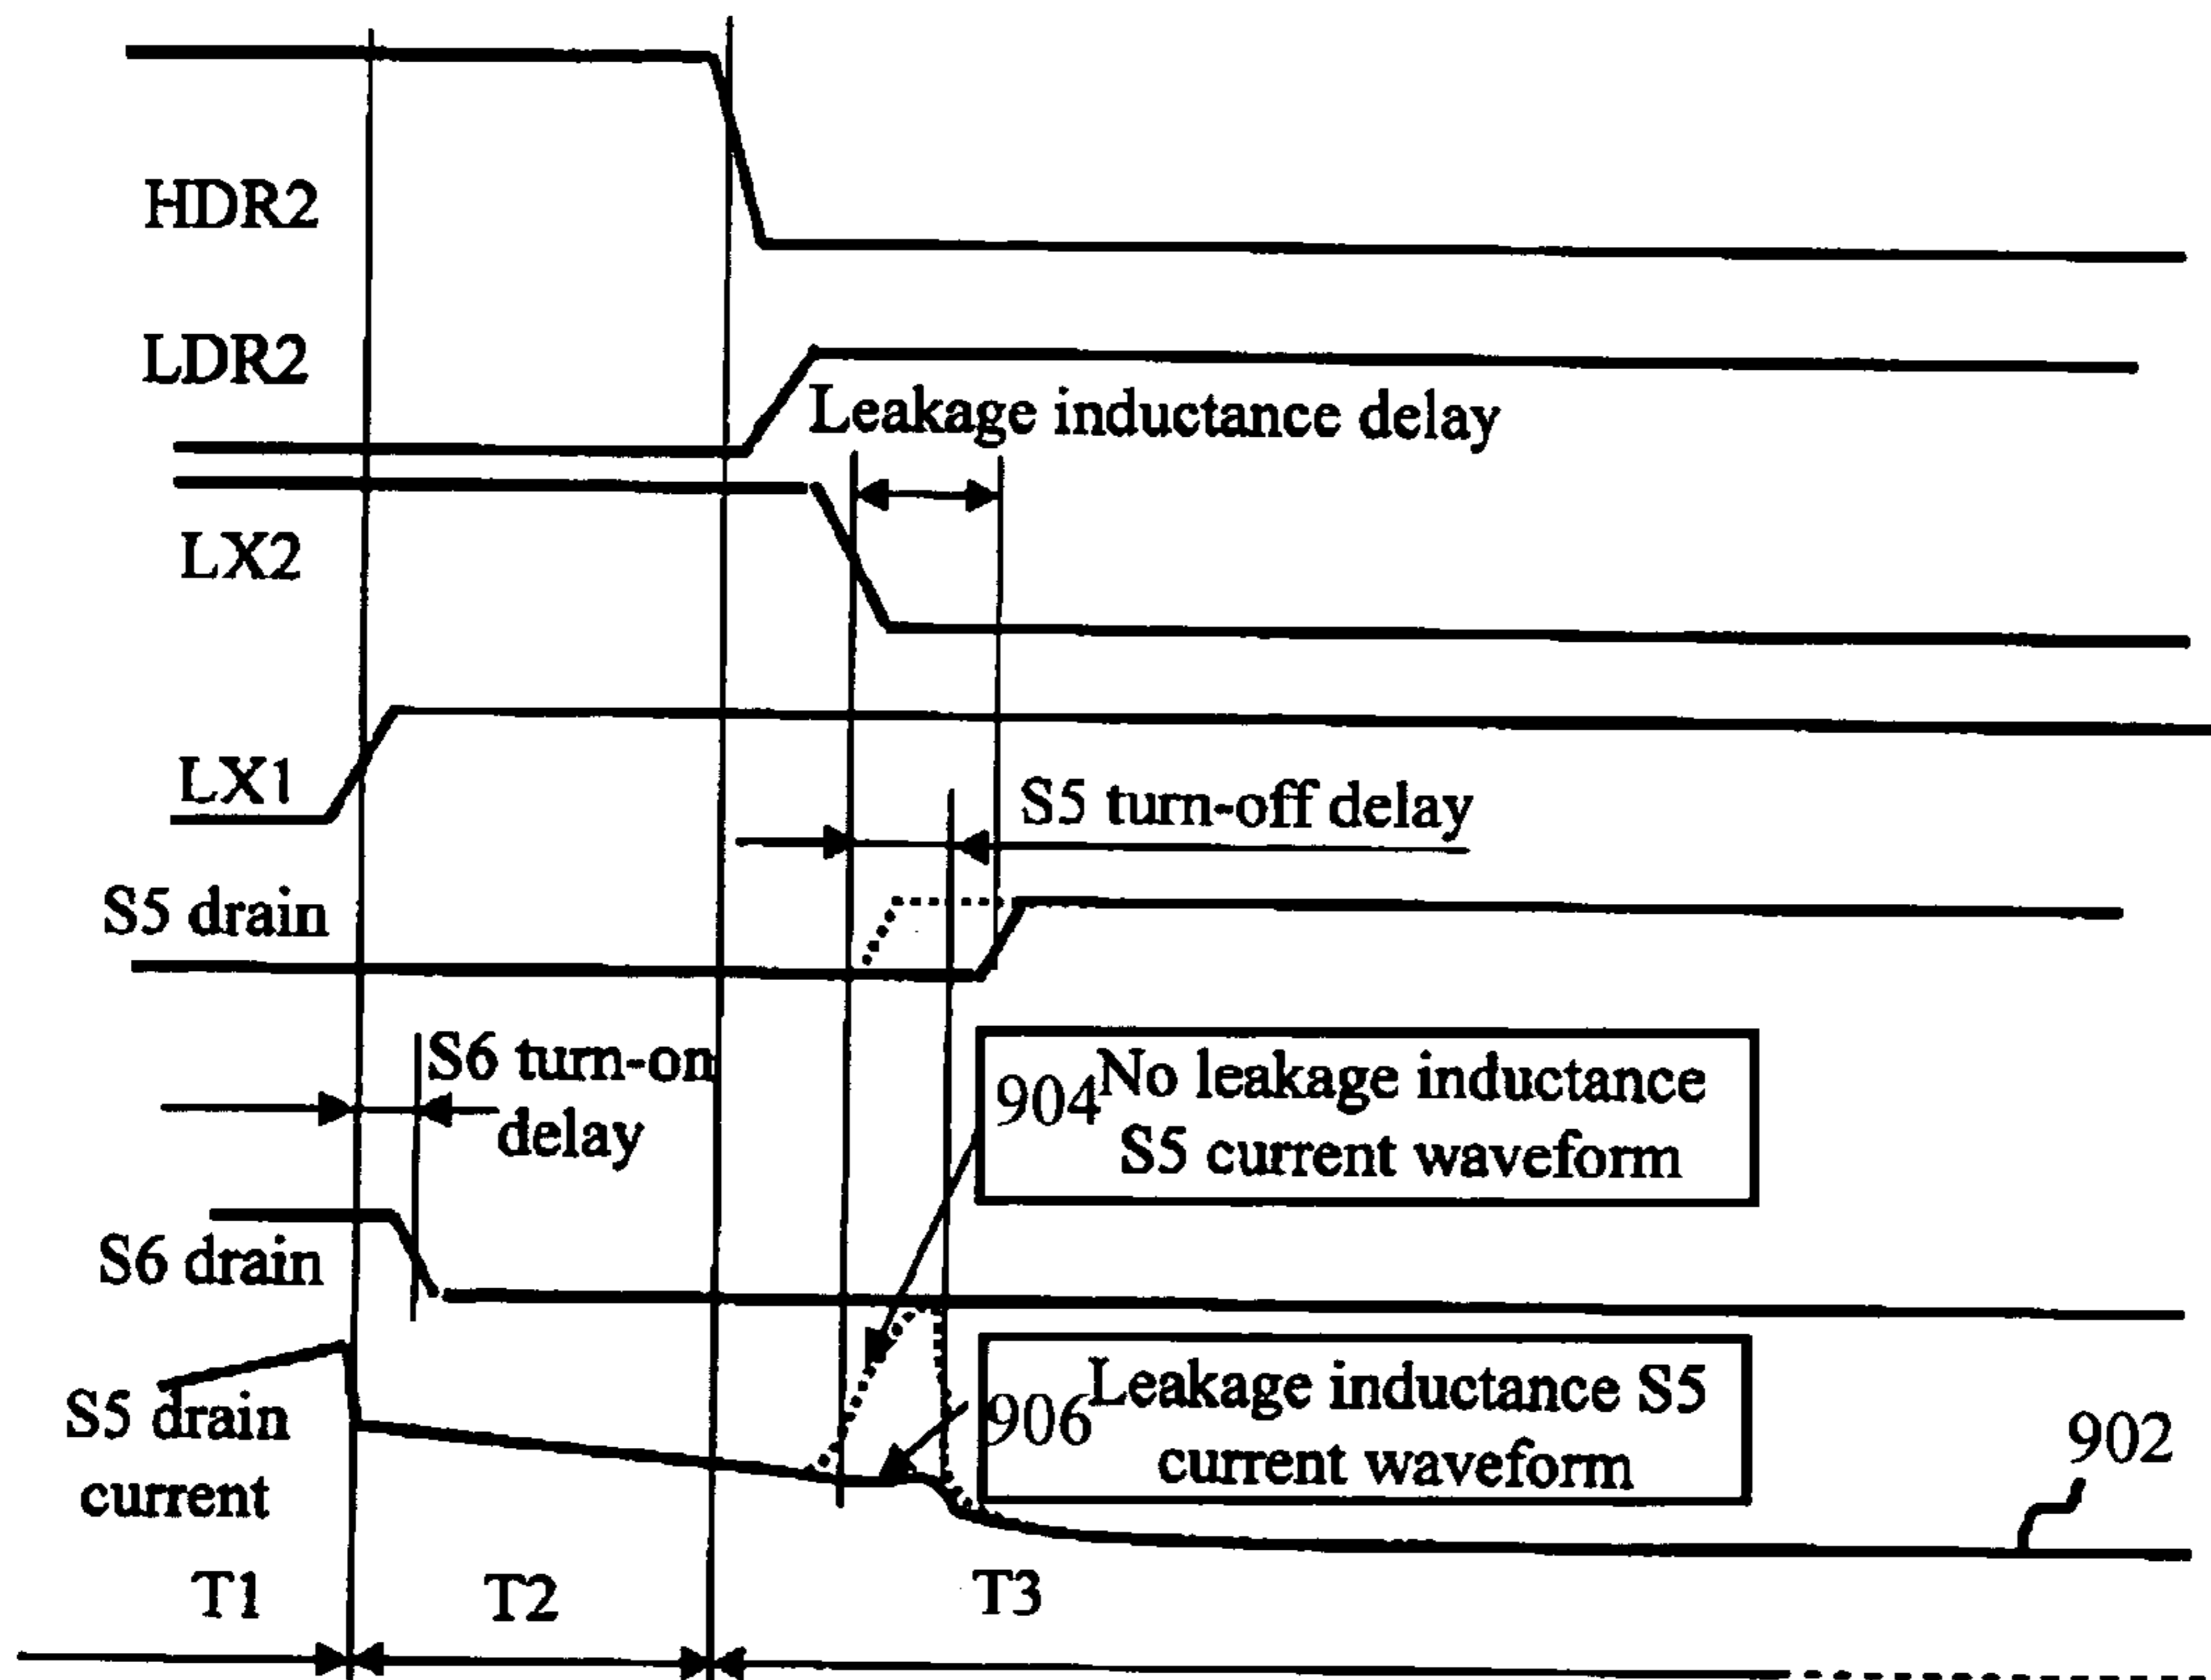 HDR2
LDR2
Leakage inductance delay
LX2
LX1
S5 turn-off delay
S5 drain
S6 turn-on
delay
904
No leakage inductance
S5 current waveform
S6 drain
906
Leakage inductance S5
current waveform
902
S5 drain
current
T1
T2
T3